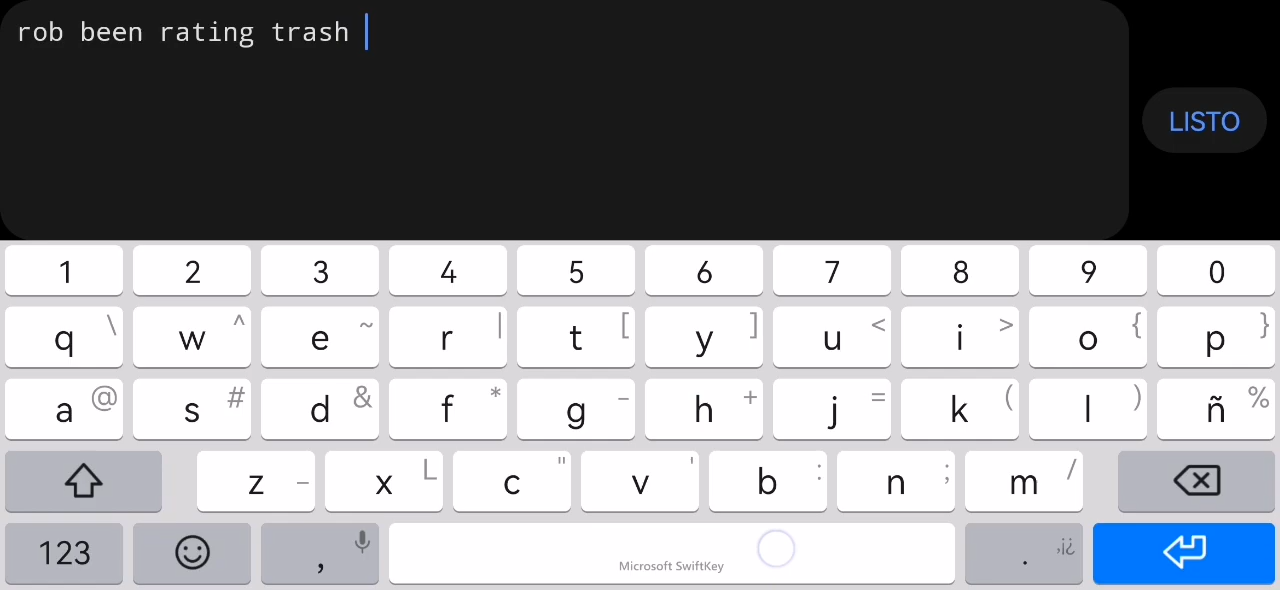 rob been rating trash
LISTO
1 2 3 4 5 6 7 8 9 0
q \ w ^ e ~ r | t [ y ] u < i > o { p }
a @ s # d & f * g - h + j = k ( l ) ñ %
z _ x L c " v ' b : n ; m /
123 , Microsoft SwiftKey . ,¡¿